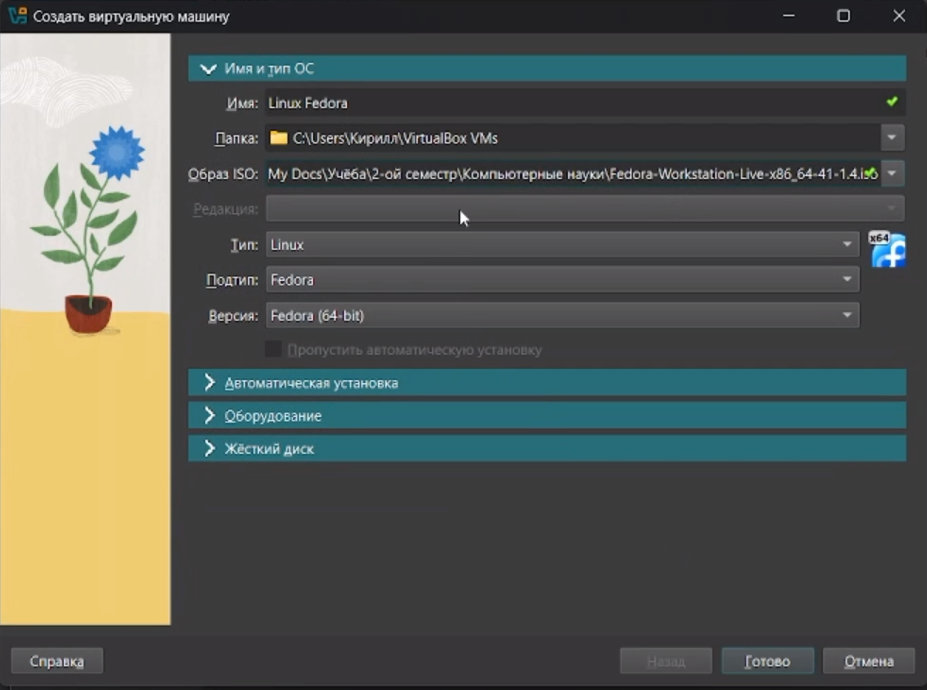 Создать виртуальную машину
Имя и тип ОС
Имя: Linux Fedora
Папка: C:\Users\Кирилл\VirtualBox VMs
Образ ISO: My Docs\Учёба\2-ой семестр\Компьютерные науки\Fedora-Workstation-Live-x86_64-41-1.4.iso
Редакция:
Тип: Linux
x64
Подтип: Fedora
Версия: Fedora (64-bit)
Пропустить автоматическую установку
Автоматическая установка
Оборудование
Жёсткий диск
Справка Назад Готово Отмена